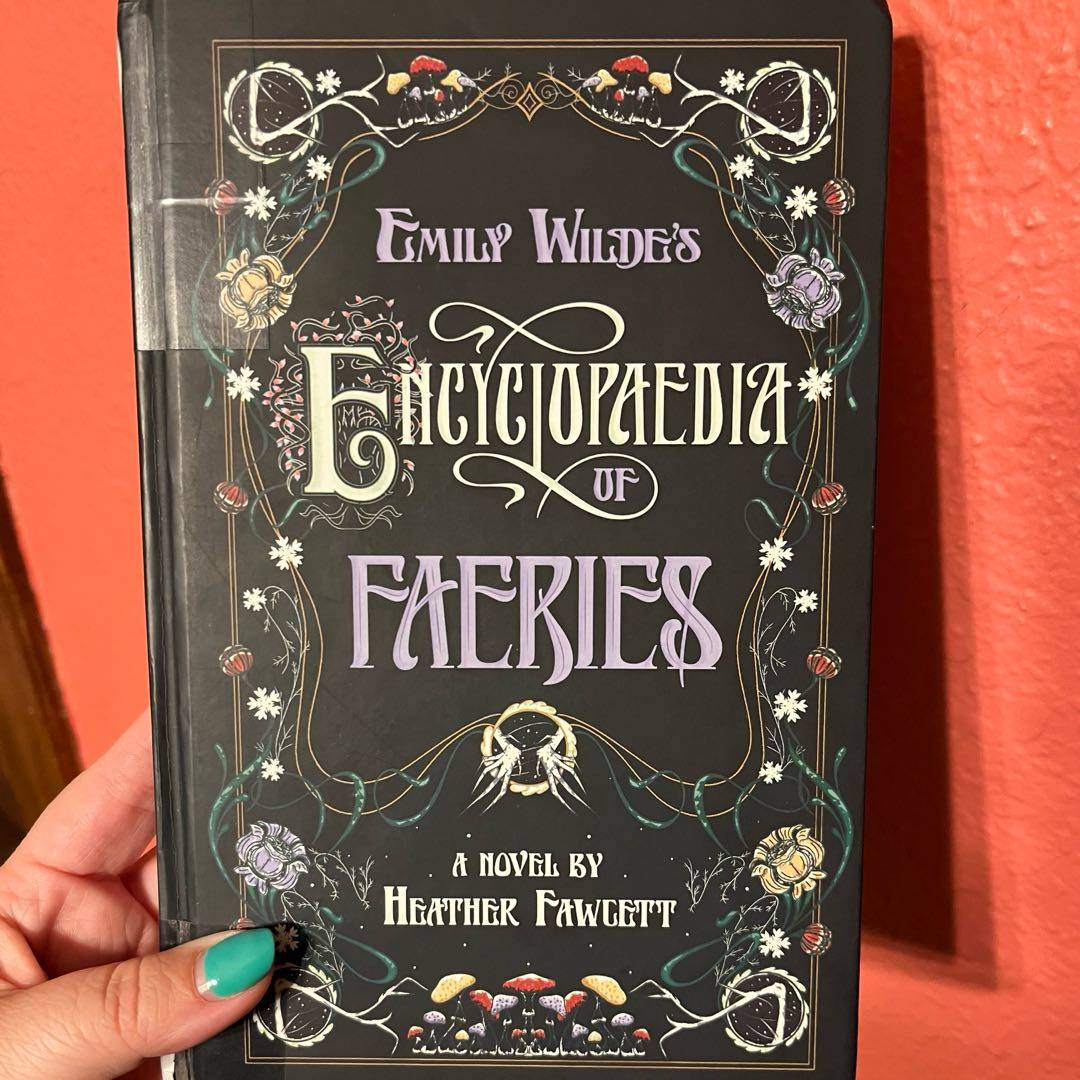 EMILY WILDE'S
ENCYCLOPAEDIA
OF
FAERIES
A NOVEL BY
HEATHER FAWCETT